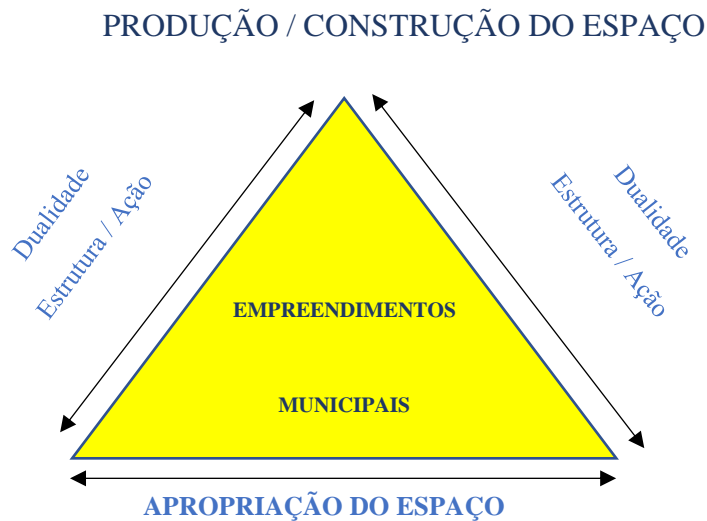 PRODUÇÃO / CONSTRUÇÃO DO ESPAÇO
Dualidade
Estrutura / Ação
Dualidade
Estrutura / Ação
EMPREENDIMENTOS
MUNICIPAIS
APROPRIAÇÃO DO ESPAÇO